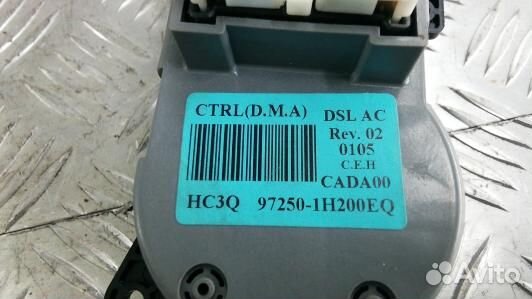 CTRL(D.M.A) DSL AC
Rev. 02
0105
C.E.H
CADA00
HC3Q 97250-1H200EQ
Avito